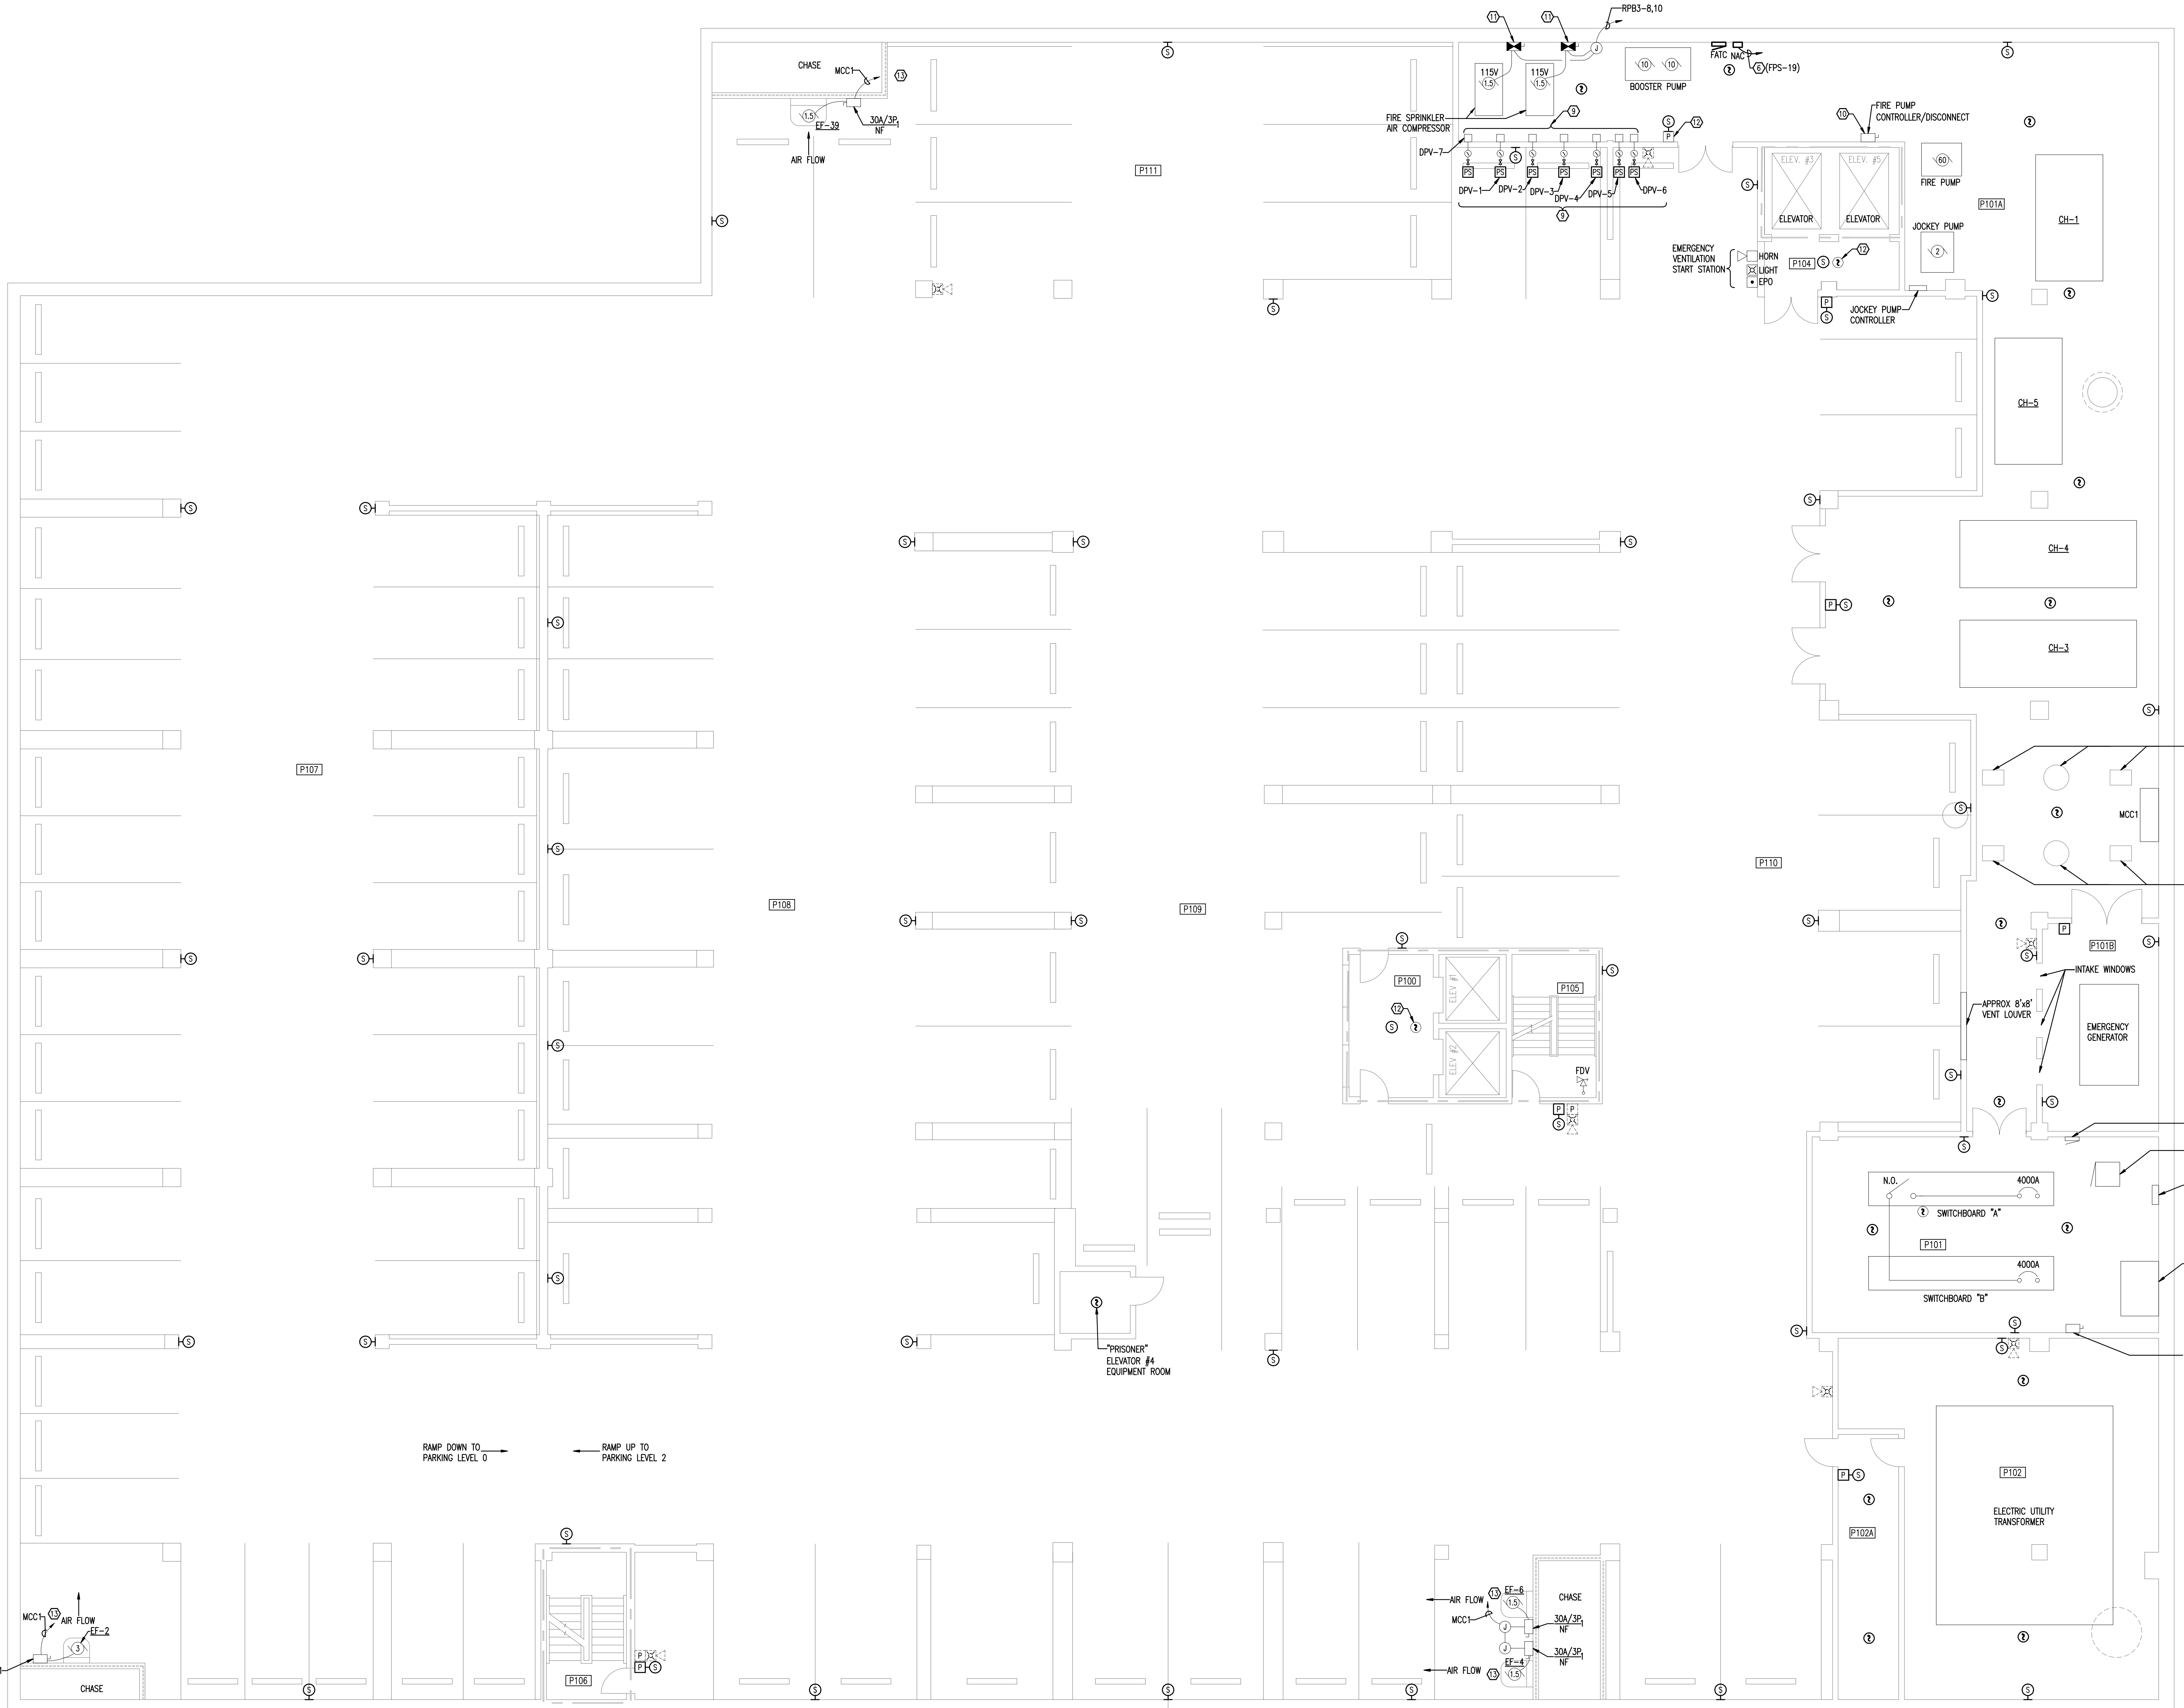 RPB3-8,10
11
11
CHASE
MCC1
13
1.5
EF-39
30A/3P
1
NF
AIR FLOW
S
S
P111
115V
1.5
115V
1.5
J
10
10
BOOSTER PUMP
FATC
NAC
6
(FPS-19)
FIRE SPRINKLER
AIR COMPRESSOR
9
12
S
P
10
FIRE PUMP
CONTROLLER/DISCONNECT
S
60
FIRE PUMP
DPV-7
PS
PS
PS
PS
PS
PS
PS
DPV-1
DPV-2
DPV-3
DPV-4
DPV-5
DPV-6
9
S
S
ELEV. #3
ELEV. #5
ELEVATOR
ELEVATOR
P101A
CH-1
JOCKEY PUMP
2
EMERGENCY
VENTILATION
START STATION
HORN
LIGHT
EPO
P104
S
12
P
S
JOCKEY PUMP
CONTROLLER
S
S
S
CH-5
S
S
S
S
S
S
S
CH-4
S
P
S
CH-3
S
P107
S
MCC1
S
P110
P108
P109
S
S
S
S
P101B
P
S
S
S
S
S
S
P100
ELEV #1
P105
INTAKE WINDOWS
12
S
APPROX 8'x8'
VENT LOUVER
EMERGENCY
GENERATOR
S
ELEV #2
FDV
S
S
P
P
S
S
N.O.
4000A
SWITCHBOARD "A"
P101
4000A
SWITCHBOARD "B"
S
S
S
S
S
S
S
S
"PRISONER"
ELEVATOR #4
EQUIPMENT ROOM
S
RAMP DOWN TO
PARKING LEVEL 0
RAMP UP TO
PARKING LEVEL 2
P
S
P102
ELECTRIC UTILITY
TRANSFORMER
P102A
S
MCC1
13
AIR FLOW
EF-2
3
CHASE
P106
P
P
S
AIR FLOW
13
EF-6
1.5
MCC1
J
J
CHASE
30A/3P
1
NF
30A/3P
1
NF
EF-4
AIR FLOW
13
1.5
S
S
S
S
S
S